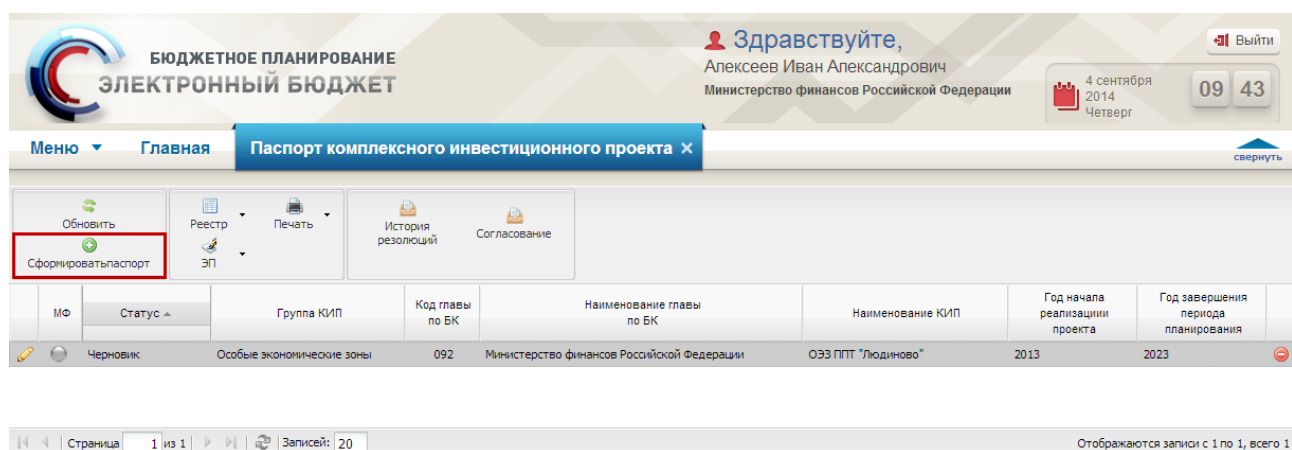 БЮДЖЕТНОЕ ПЛАНИРОВАНИЕ
ЭЛЕКТРОННЫЙ БЮДЖЕТ
Здравствуйте,
Алексеев Иван Александрович
Министерство финансов Российской Федерации
4 сентября
2014
Четверг
09 43
Выйти
Меню Главная Паспорт комплексного инвестиционного проекта ×
свернуть
Обновить
Сформироватьпаспорт
Реестр Печать
ЭП
История
резолюций
Согласование
МФ
Статус
Группа КИП
Код главы
по БК
Наименование главы
по БК
Наименование КИП
Год начала
реализациии
проекта
Год завершения
периода
планирования
Черновик Особые экономические зоны 092 Министерство финансов Российской Федерации ОЭЗ ППТ "Людиново" 2013 2023
Страница 1 из 1 Записей: 20 Отображаются записи с 1 по 1, всего 1